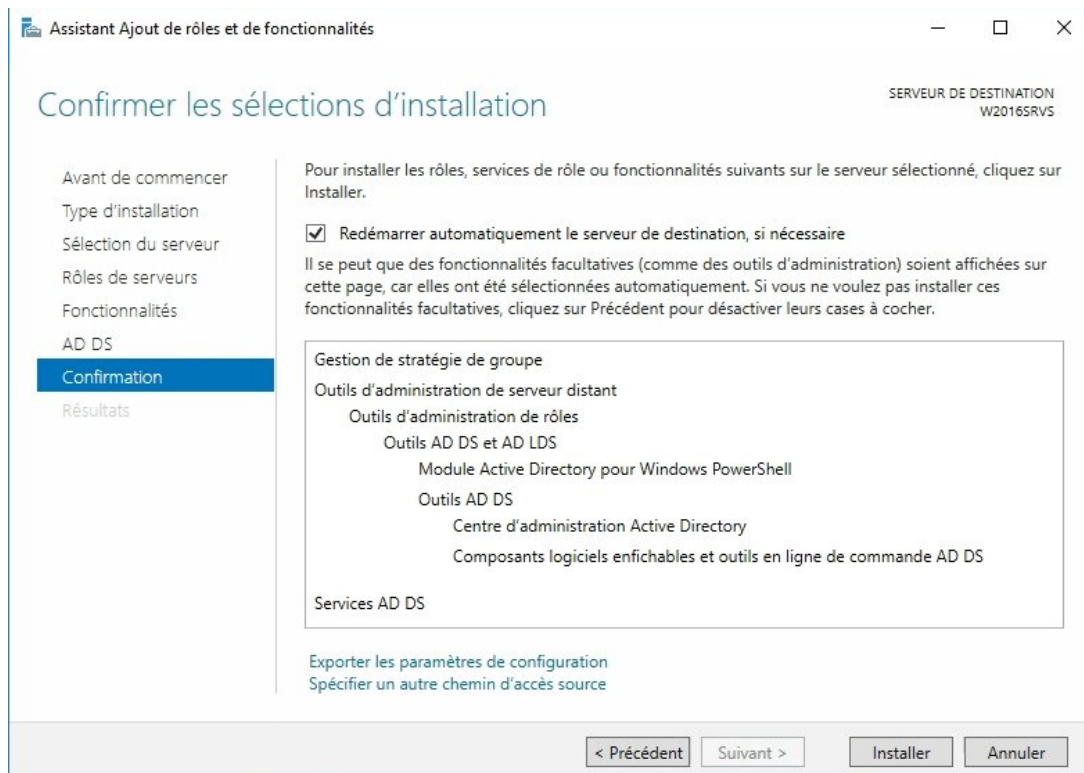 Assistant Ajout de rôles et de fonctionnalités
Confirmer les sélections d’installation
SERVEUR DE DESTINATION
W2016SRVS
Avant de commencer
Type d’installation
Sélection du serveur
Rôles de serveurs
Fonctionnalités
AD DS
Confirmation
Résultats
Pour installer les rôles, services de rôle ou fonctionnalités suivants sur le serveur sélectionné, cliquez sur
Installer.
Redémarrer automatiquement le serveur de destination, si nécessaire
Il se peut que des fonctionnalités facultatives (comme des outils d’administration) soient affichées sur
cette page, car elles ont été sélectionnées automatiquement. Si vous ne voulez pas installer ces
fonctionnalités facultatives, cliquez sur Précédent pour désactiver leurs cases à cocher.
Gestion de stratégie de groupe
Outils d’administration de serveur distant
Outils d’administration de rôles
Outils AD DS et AD LDS
Module Active Directory pour Windows PowerShell
Outils AD DS
Centre d’administration Active Directory
Composants logiciels enfichables et outils en ligne de commande AD DS
Services AD DS
Exporter les paramètres de configuration
Spécifier un autre chemin d’accès source
< Précédent
Suivant >
Installer
Annuler